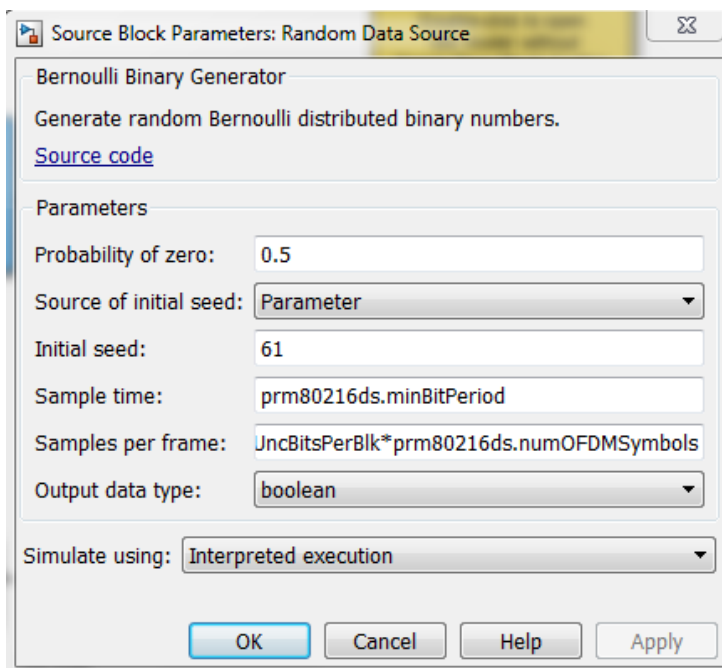 Source Block Parameters: Random Data Source
Bernoulli Binary Generator
Generate random Bernoulli distributed binary numbers.
Source code
Parameters
Probability of zero: 0.5
Source of initial seed: Parameter
Initial seed: 61
Sample time: prm80216ds.minBitPeriod
Samples per frame: UncBitsPerBlk*prm80216ds.numOFDMSymbols
Output data type: boolean
Simulate using: Interpreted execution
OK Cancel Help Apply